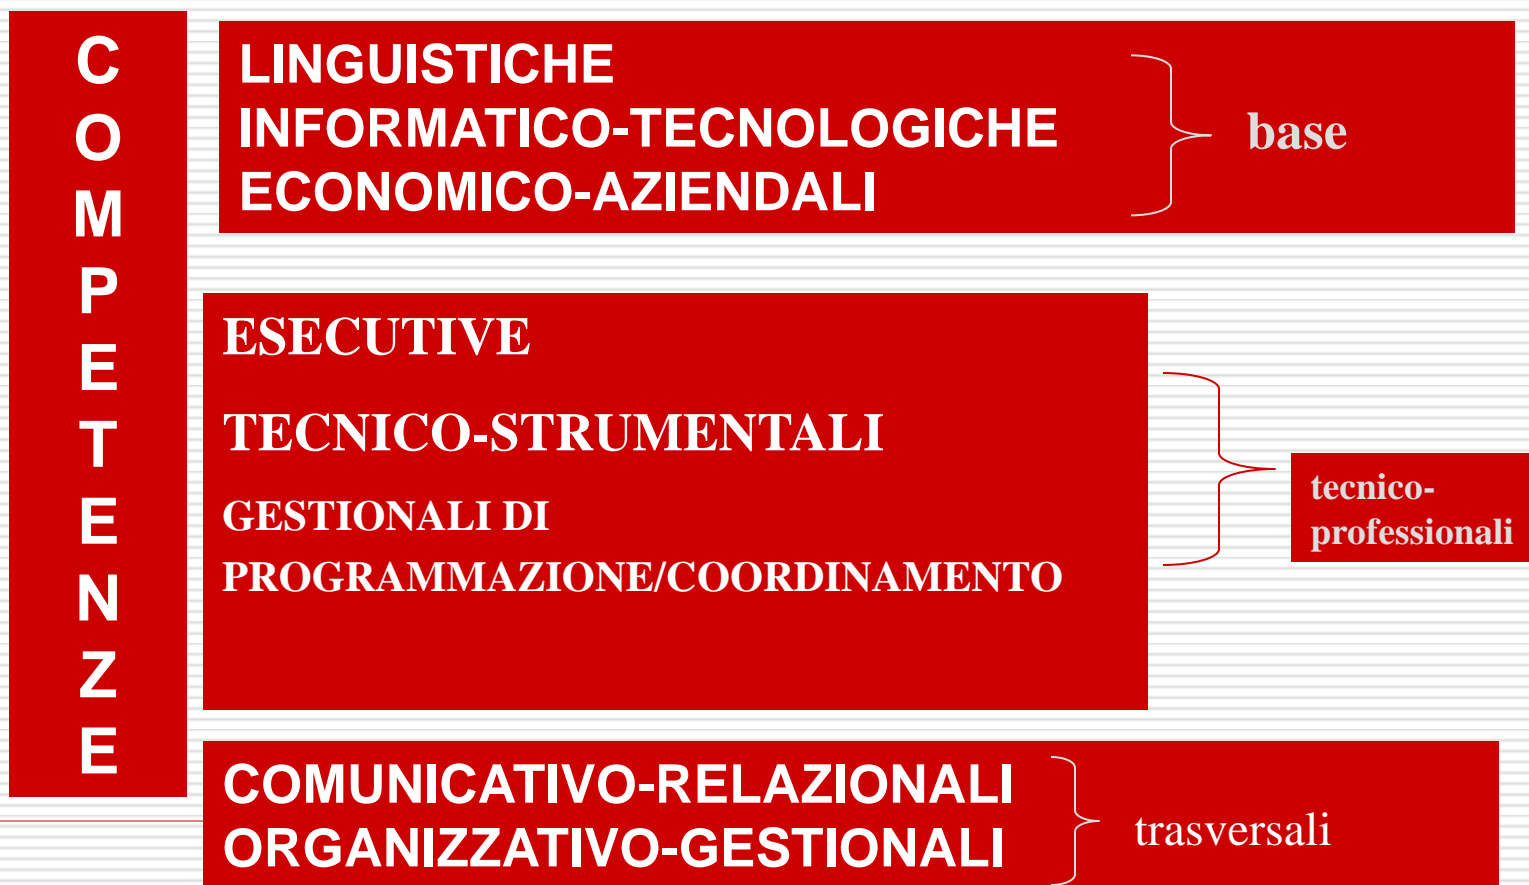 COMPETENZE
LINGUISTICHE
INFORMATICO-TECNOLOGICHE
ECONOMICO-AZIENDALI
base
ESECUTIVE
TECNICO-STRUMENTALI
GESTIONALI DI
PROGRAMMAZIONE/COORDINAMENTO
tecnico-
professionali
COMUNICATIVO-RELAZIONALI
ORGANIZZATIVO-GESTIONALI
trasversali